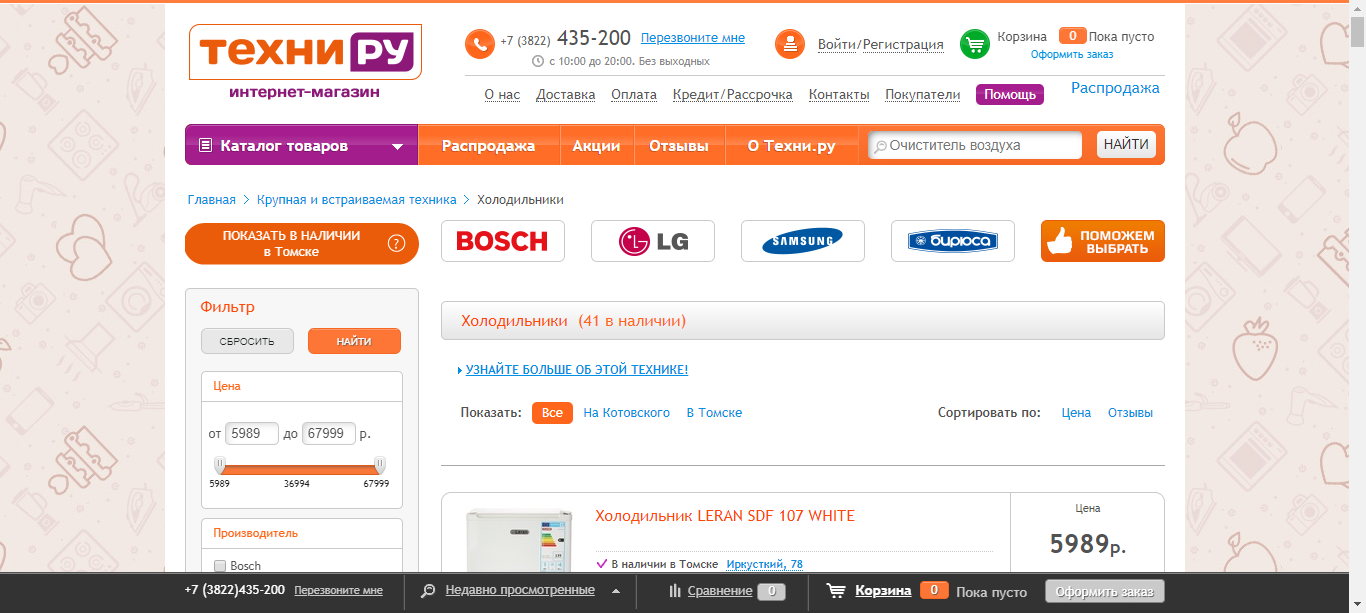 ТЕХНИ РУ
интернет-магазин
+7 (3822) 435-200 Перезвоните мне
с 10:00 до 20:00. Без выходных
Войти/Регистрация
Корзина 0 Пока пусто
Оформить заказ
О нас Доставка Оплата Кредит/Рассрочка Контакты Покупатели Помощь Распродажа
Каталог товаров Распродажа Акции Отзывы О Техни.ру Очиститель воздуха НАЙТИ
Главная > Крупная и встраиваемая техника > Холодильники
ПОКАЗАТЬ В НАЛИЧИИ
в Томске ?
BOSCH LG SAMSUNG бирюса
ПОМОЖЕМ
ВЫБРАТЬ
Фильтр
СБРОСИТЬ НАЙТИ
Цена
от 5989 до 67999 р.
5989 36994 67999
Производитель
Bosch
Холодильники (41 в наличии)
УЗНАЙТЕ БОЛЬШЕ ОБ ЭТОЙ ТЕХНИКЕ!
Показать: Все На Котовского В Томске Сортировать по: Цена Отзывы
Холодильник LERAN SDF 107 WHITE
В наличии в Томске Иркутский, 78
Цена
5989р.
+7 (3822)435-200 Перезвоните мне Недавно просмотренные Сравнение 0 Корзина 0 Пока пусто Оформить заказ